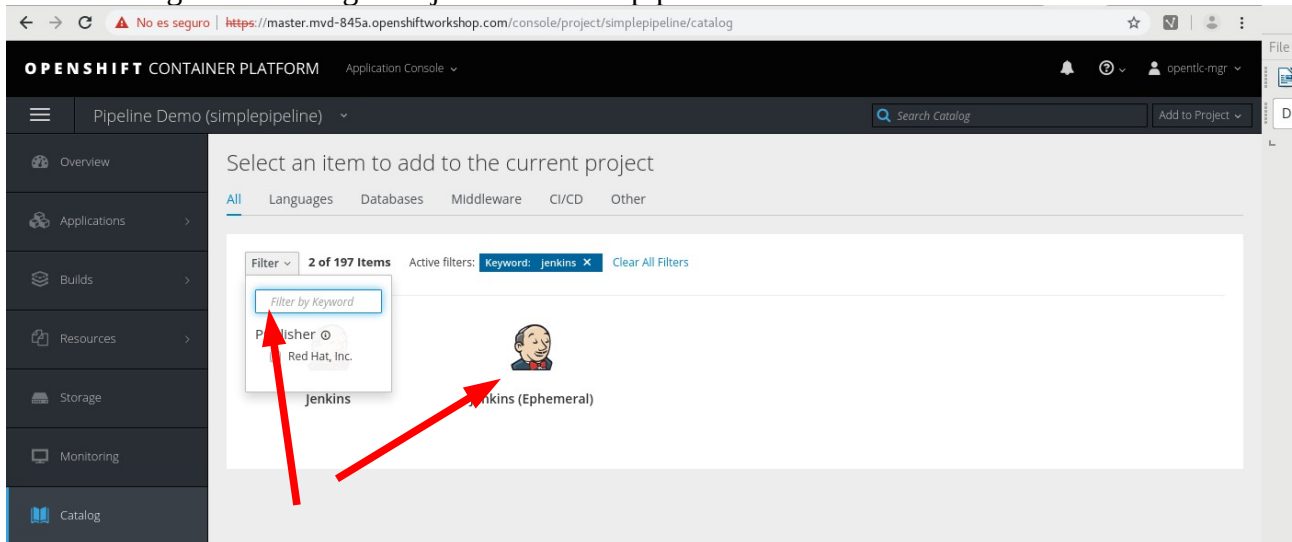 No es seguro | https://master.mvd-845a.openshiftworkshop.com/console/project/simplepipeline/catalog
File
OPENSHIFT CONTAINER PLATFORM Application Console opentlc-mgr
Pipeline Demo (simplepipeline) Search Catalog Add to Project D
Overview
Applications
Builds
Resources
Storage
Monitoring
Catalog
Select an item to add to the current project
All Languages Databases Middleware CI/CD Other
Filter 2 of 197 Items Active filters: Keyword: jenkins Clear All Filters
Filter by Keyword
Red Hat, Inc.
Jenkins (Ephemeral)